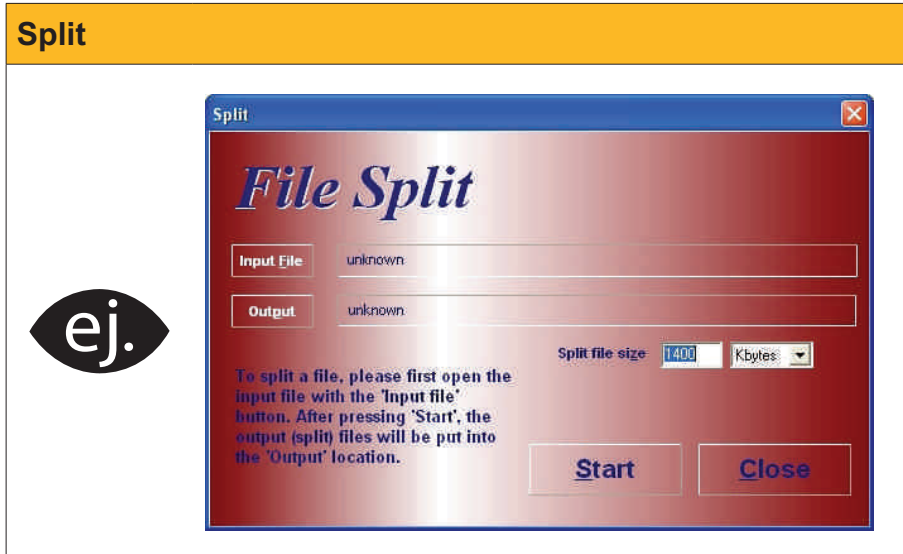 Split
Split
File Split
Input File
unknown
Output
unknown
Split file size 1400 Kbytes
To split a file, please first open the
input file with the 'Input file'
button. After pressing 'Start', the
output (split) files will be put into
the 'Output' location.
Start
Close
ej.